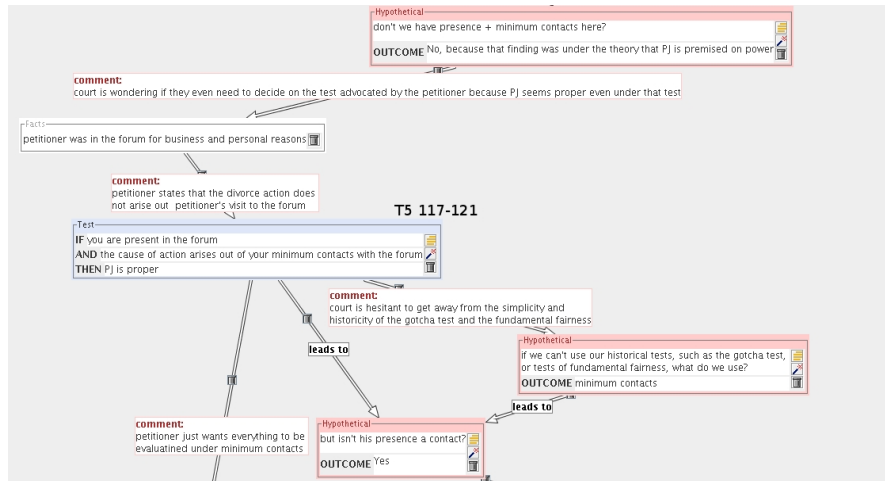 Hypothetical
don't we have presence + minimum contacts here?
OUTCOME No, because that finding was under the theory that PJ is premised on power
comment:
court is wondering if they even need to decide on the test advocated by the petitioner because PJ seems proper even under that test
Facts
petitioner was in the forum for business and personal reasons
comment:
petitioner states that the divorce action does
not arise out petitioner's visit to the forum
T5 117-121
Test
IF you are present in the forum
AND the cause of action arises out of your minimum contacts with the forum
THEN PJ is proper
comment:
court is hesitant to get away from the simplicity and
historicity of the gotcha test and the fundamental fairness
leads to
Hypothetical
if we can't use our historical tests, such as the gotcha test,
or tests of fundamental fairness, what do we use?
OUTCOME minimum contacts
leads to
comment:
petitioner just wants everything to be
evaluatined under minimum contacts
Hypothetical
but isn't his presence a contact?
OUTCOME Yes